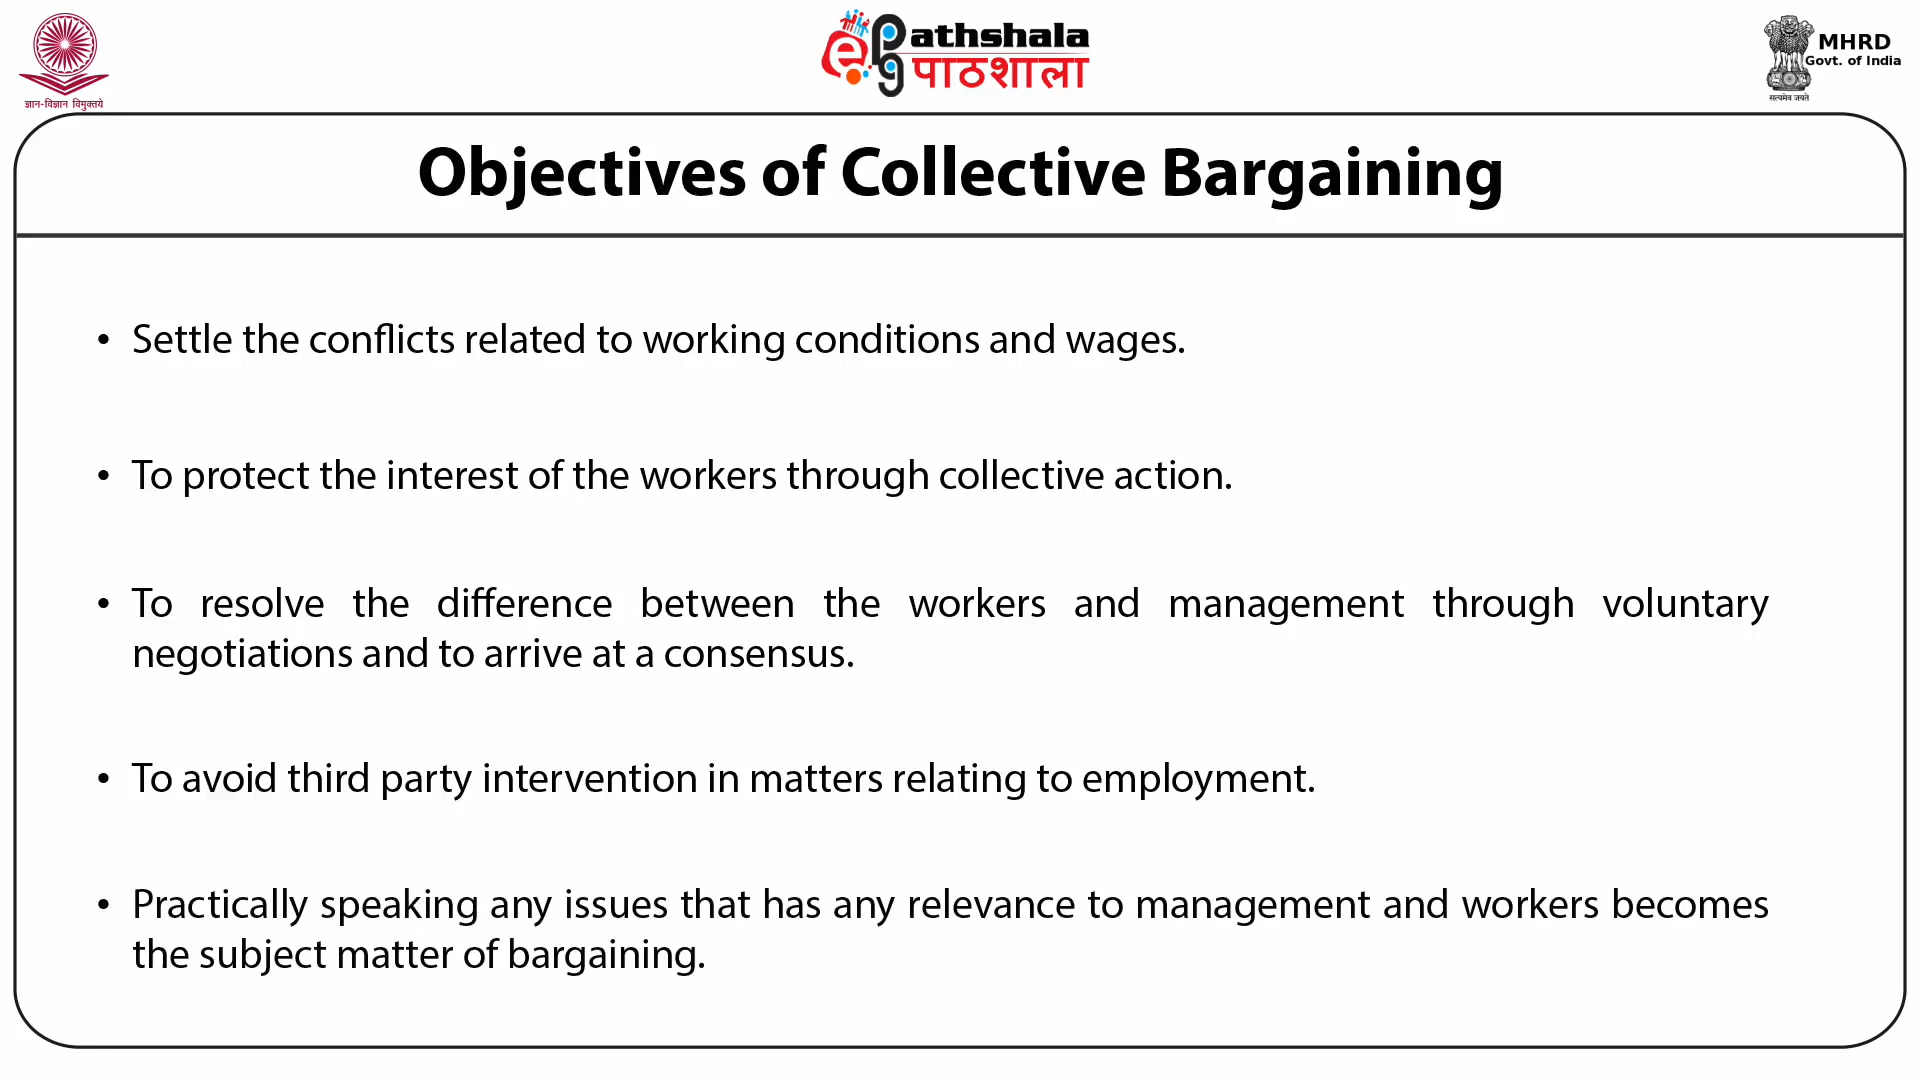 ज्ञान-विज्ञान विमुक्तये
ePathshala
पाठशाला
MHRD
Govt. of India
सत्यमेव जयते
Objectives of Collective Bargaining
• Settle the conflicts related to working conditions and wages.
• To protect the interest of the workers through collective action.
• To resolve the difference between the workers and management through voluntary
negotiations and to arrive at a consensus.
• To avoid third party intervention in matters relating to employment.
• Practically speaking any issues that has any relevance to management and workers becomes
the subject matter of bargaining.